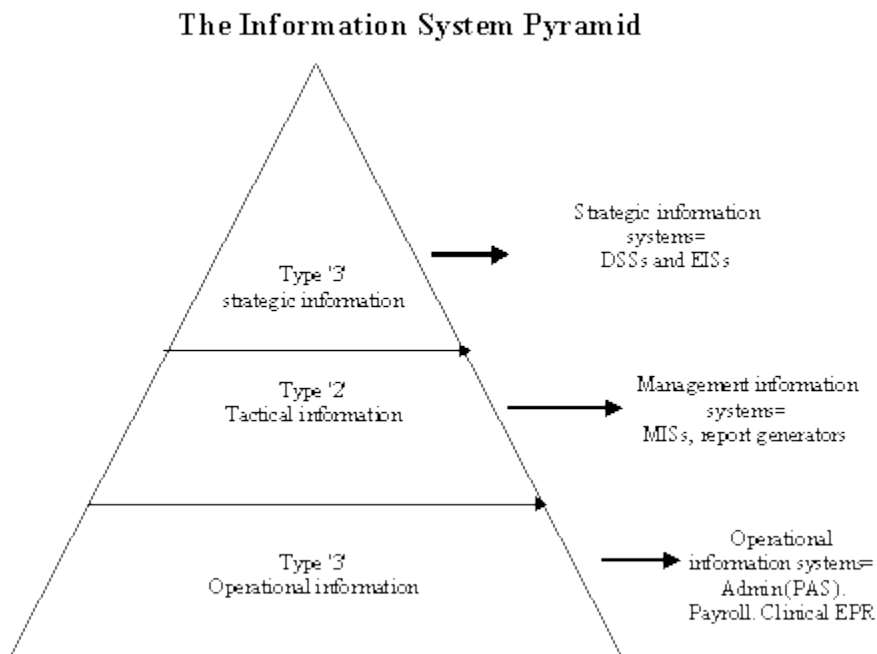 The Information System Pyramid
Strategic information
systems=
DSSs and EISs
Type '3'
strategic information
Type '2'
Tactical information
Management information
systems=
MISs, report generators
Type '3'
Operational information
Operational
information systems=
Admin(PAS).
Payroll. Clinical EPR